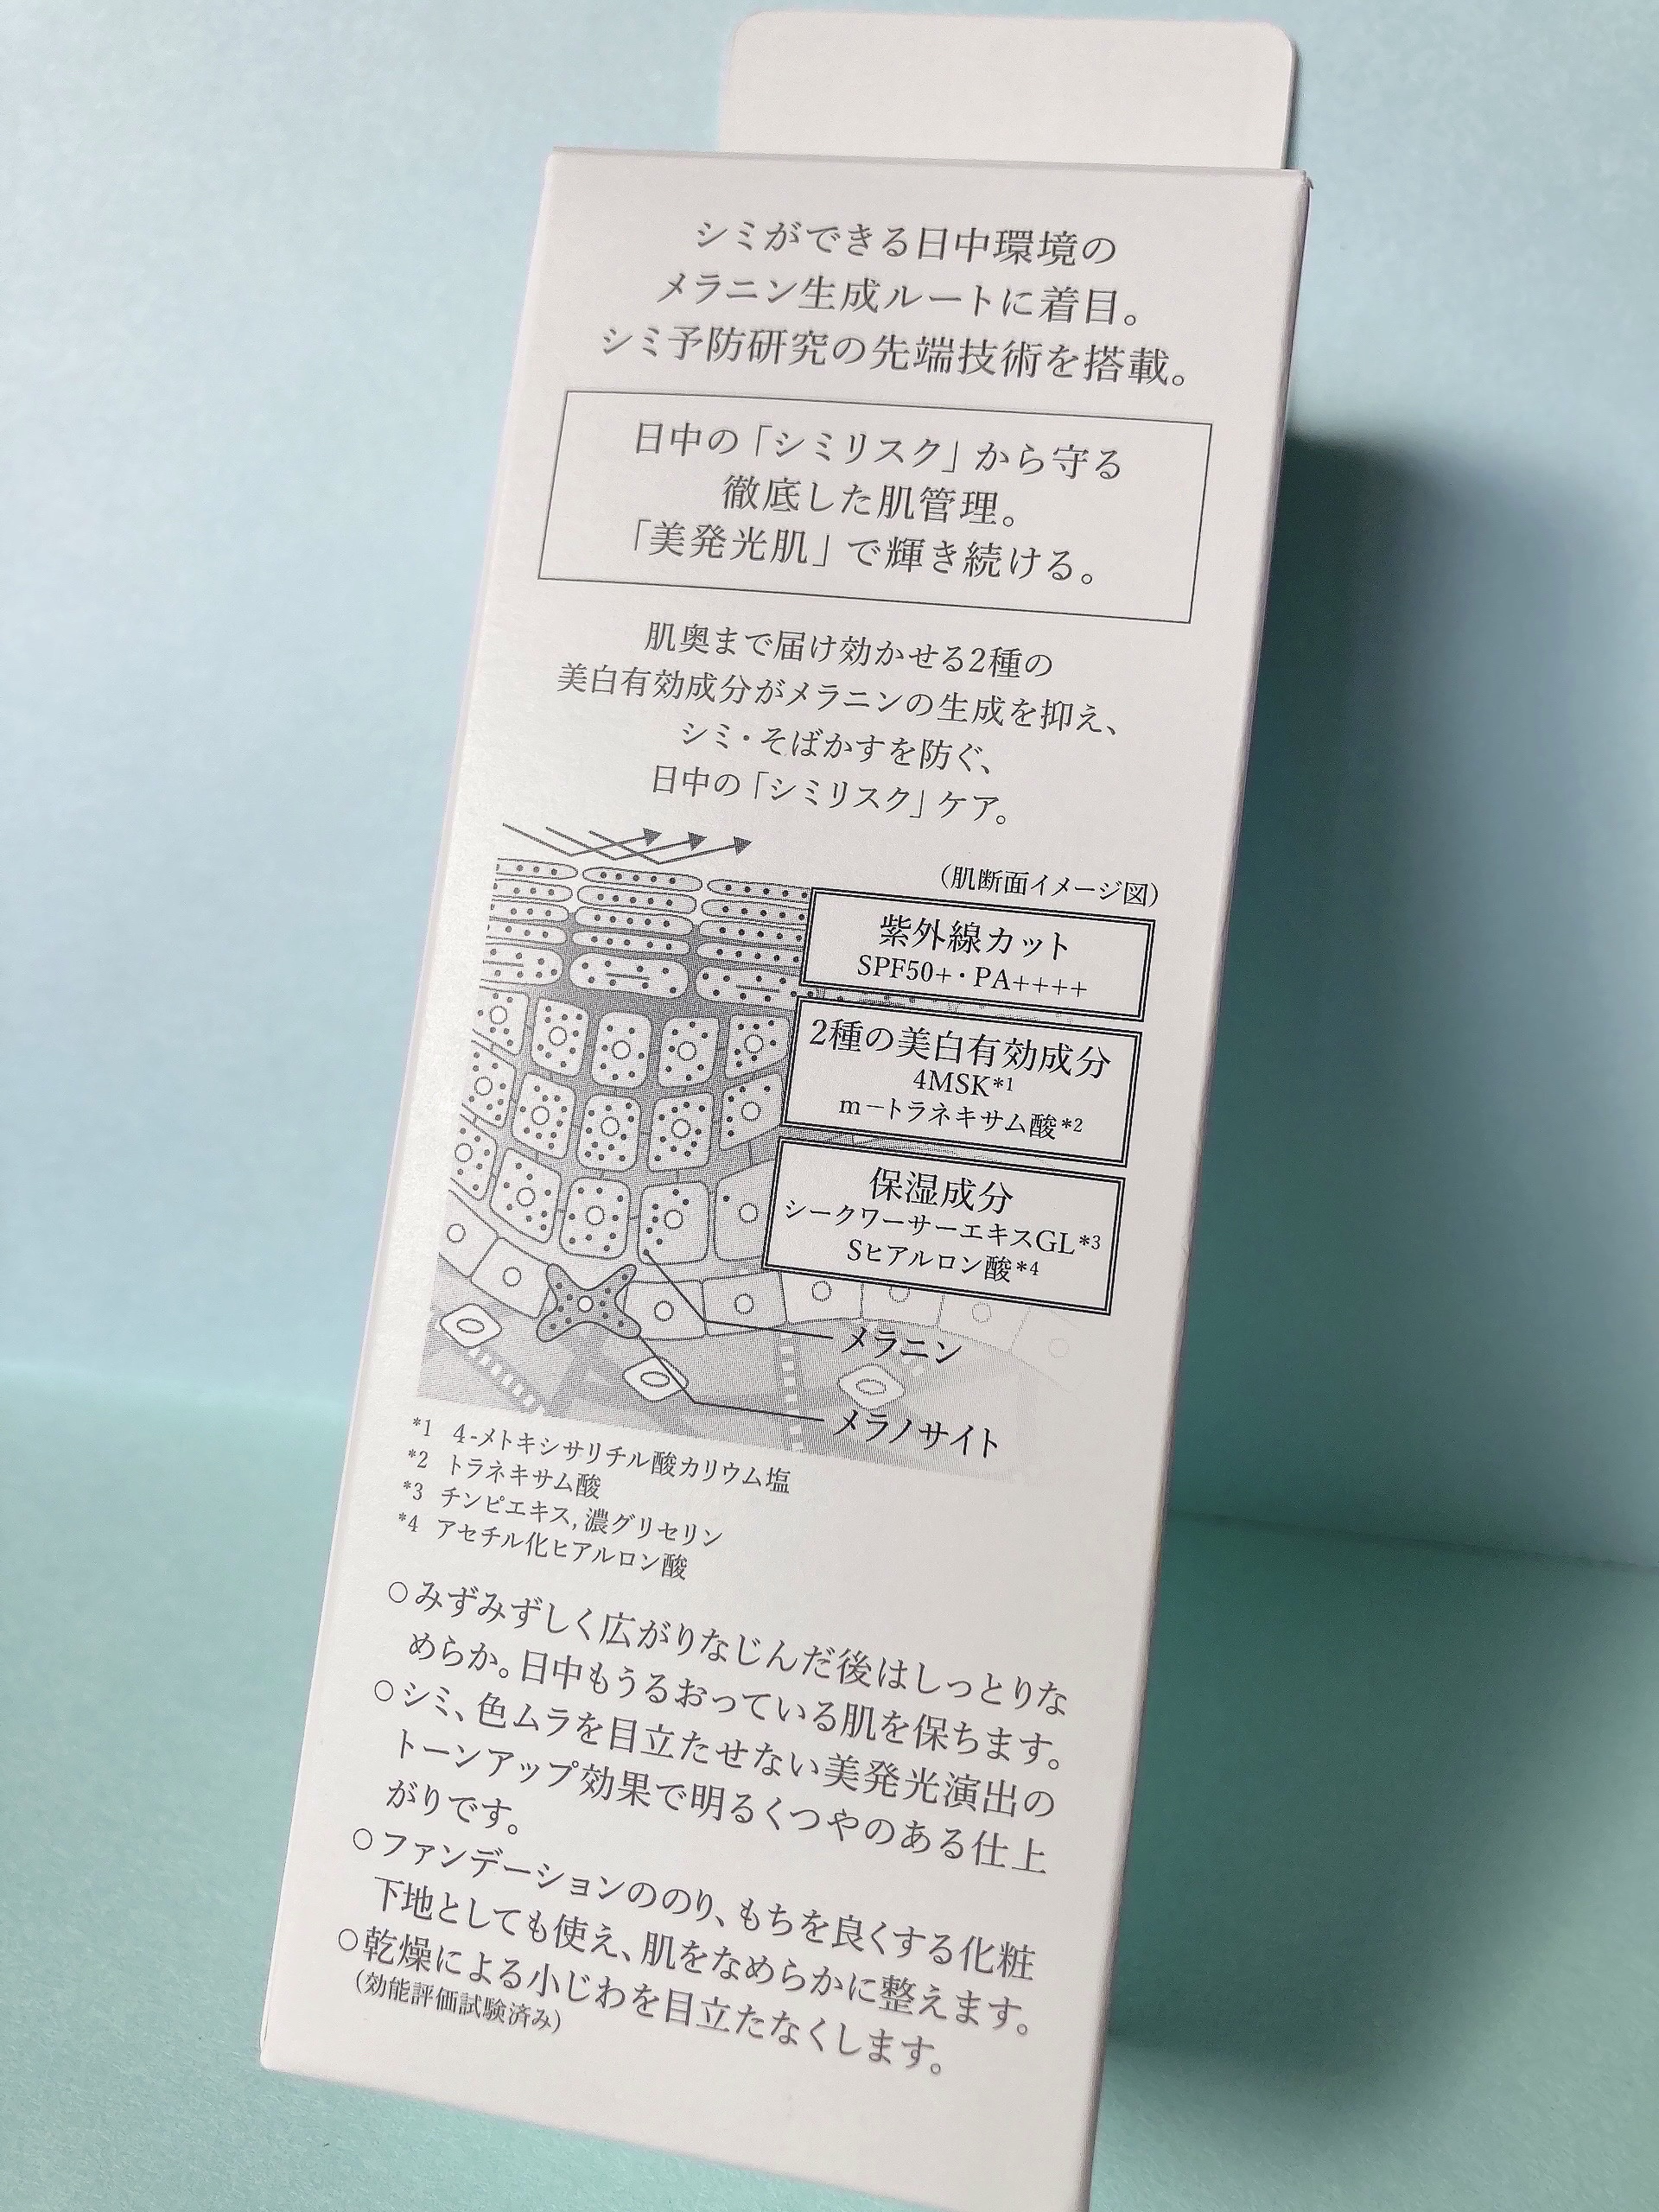 シミができる日中環境の
メラニン生成ルートに着目。
シミ予防研究の先端技術を搭載。
日中の「シミリスク」から守る
徹底した肌管理。
「美発光肌」で輝き続ける。
肌奥まで届け効かせる2種の
美白有効成分がメラニンの生成を抑え、
シミ・そばかすを防ぐ、
日中の「シミリスク」ケア。
(肌断面イメージ図)
紫外線カット
SPF50+・PA++++
2種の美白有効成分
4MSK*1
m－トラネキサム酸*2
保湿成分
シークワーサーエキスGL*3
Sヒアルロン酸*4
メラニン
メラノサイト
*1 4-メトキシサリチル酸カリウム塩
*2 トラネキサム酸
*3 チンピエキス,濃グリセリン
*4 アセチル化ヒアルロン酸
○みずみずしく広がりなじんだ後はしっとりな
めらか。日中もうるおっている肌を保ちます。
○シミ、色ムラを目立たせない美発光演出の
トーンアップ効果で明るくつやのある仕上
がりです。
○ファンデーションののり、もちを良くする化粧
下地としても使え、肌をなめらかに整えます。
○乾燥による小じわを目立たなくします。
(効能評価試験済み)